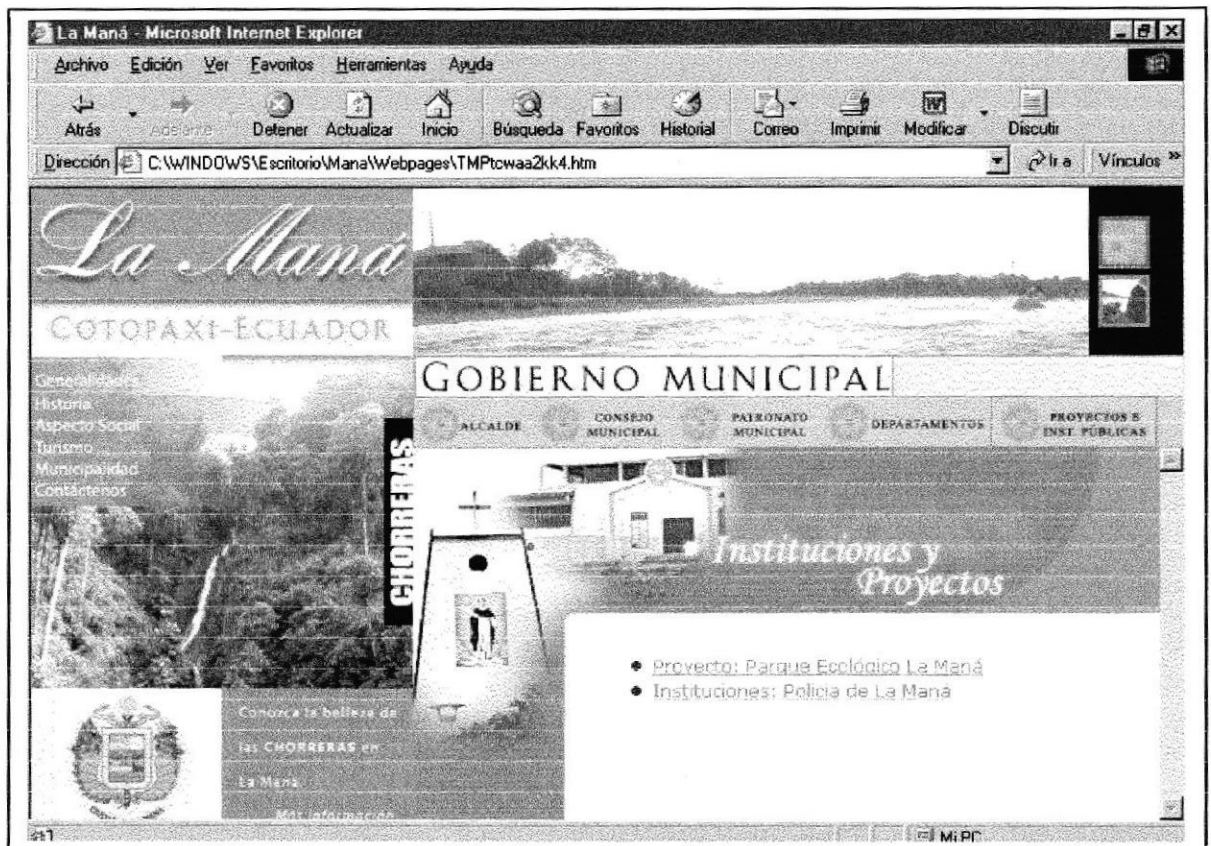 La Maná - Microsoft Internet Explorer
Archivo Edición Ver Favoritos Herramientas Ayuda
Atrás Adelante Detener Actualizar Inicio Búsqueda Favoritos Historial Correo Imprimir Modificar Discutir
Dirección C:\WINDOWS\Escritorio\Mana\Webpages\TMPtcwaa2kk4.htm Ir a Vínculos »
La Maná
COTOPAXI-ECUADOR
Generalidades
Historia
Aspecto Social
Turismo
Municipalidad
Contáctenos
CHORRERAS
Conozca la belleza de
las CHORRERAS en
La Maná.
Más información
GOBIERNO MUNICIPAL
ALCALDE
CONSEJO
MUNICIPAL
PATRONATO
MUNICIPAL
DEPARTAMENTOS
PROYECTOS E
INST. PÚBLICAS
Instituciones y
Proyectos
Proyecto: Parque Ecológico La Maná
Instituciones: Policia de La Maná
Mi PC